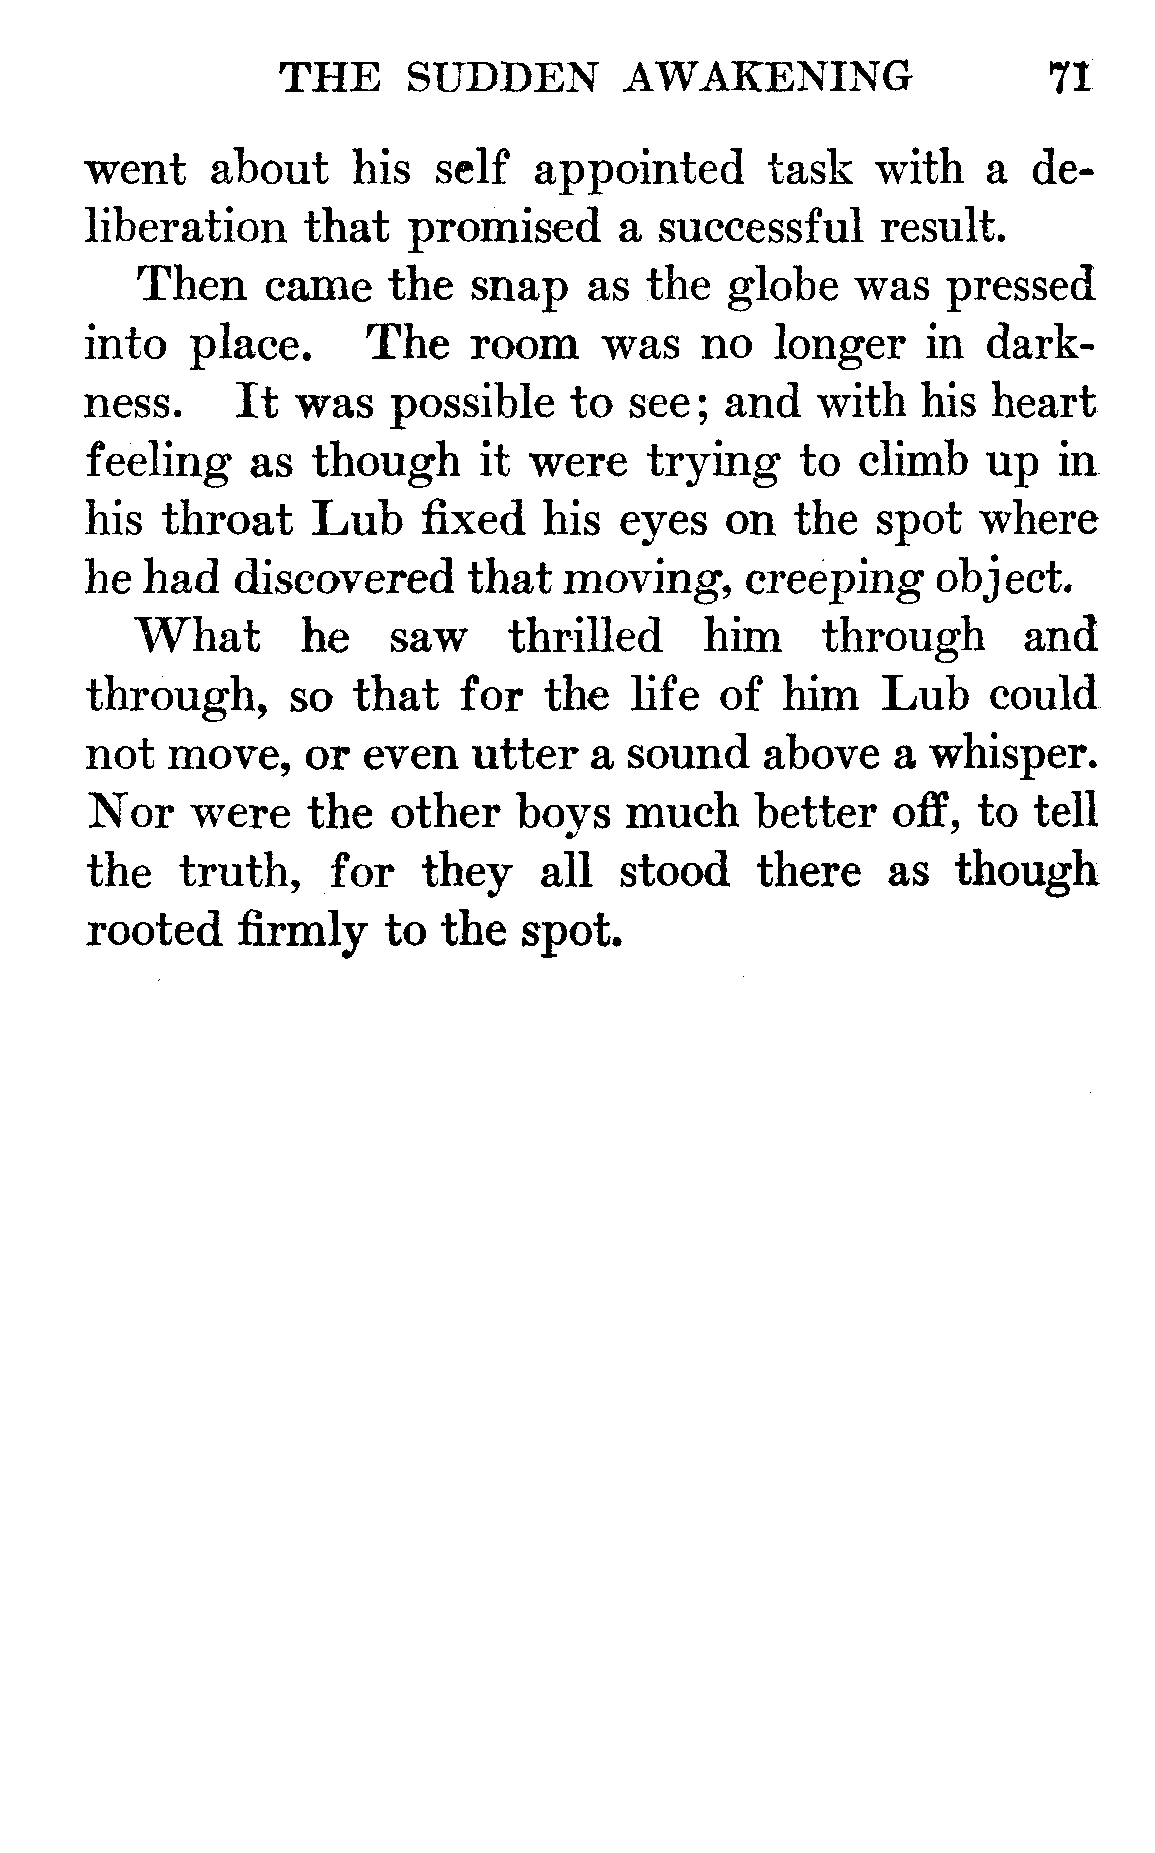 THE SUDDEN AWAKENING 71
went about his self appointed task with a de-
liberation that promised a successful result.
Then came the snap as the globe was pressed
into place. The room was no longer in dark-
ness. It was possible to see; and with his heart
feeling as though it were trying to climb up in
his throat Lub fixed his eyes on the spot where
he had discovered that moving, creeping object.
What he saw thrilled him through and
through, so that for the life of him Lub could
not move, or even utter a sound above a whisper.
Nor were the other boys much better off, to tell
the truth, for they all stood there as though
rooted firmly to the spot.